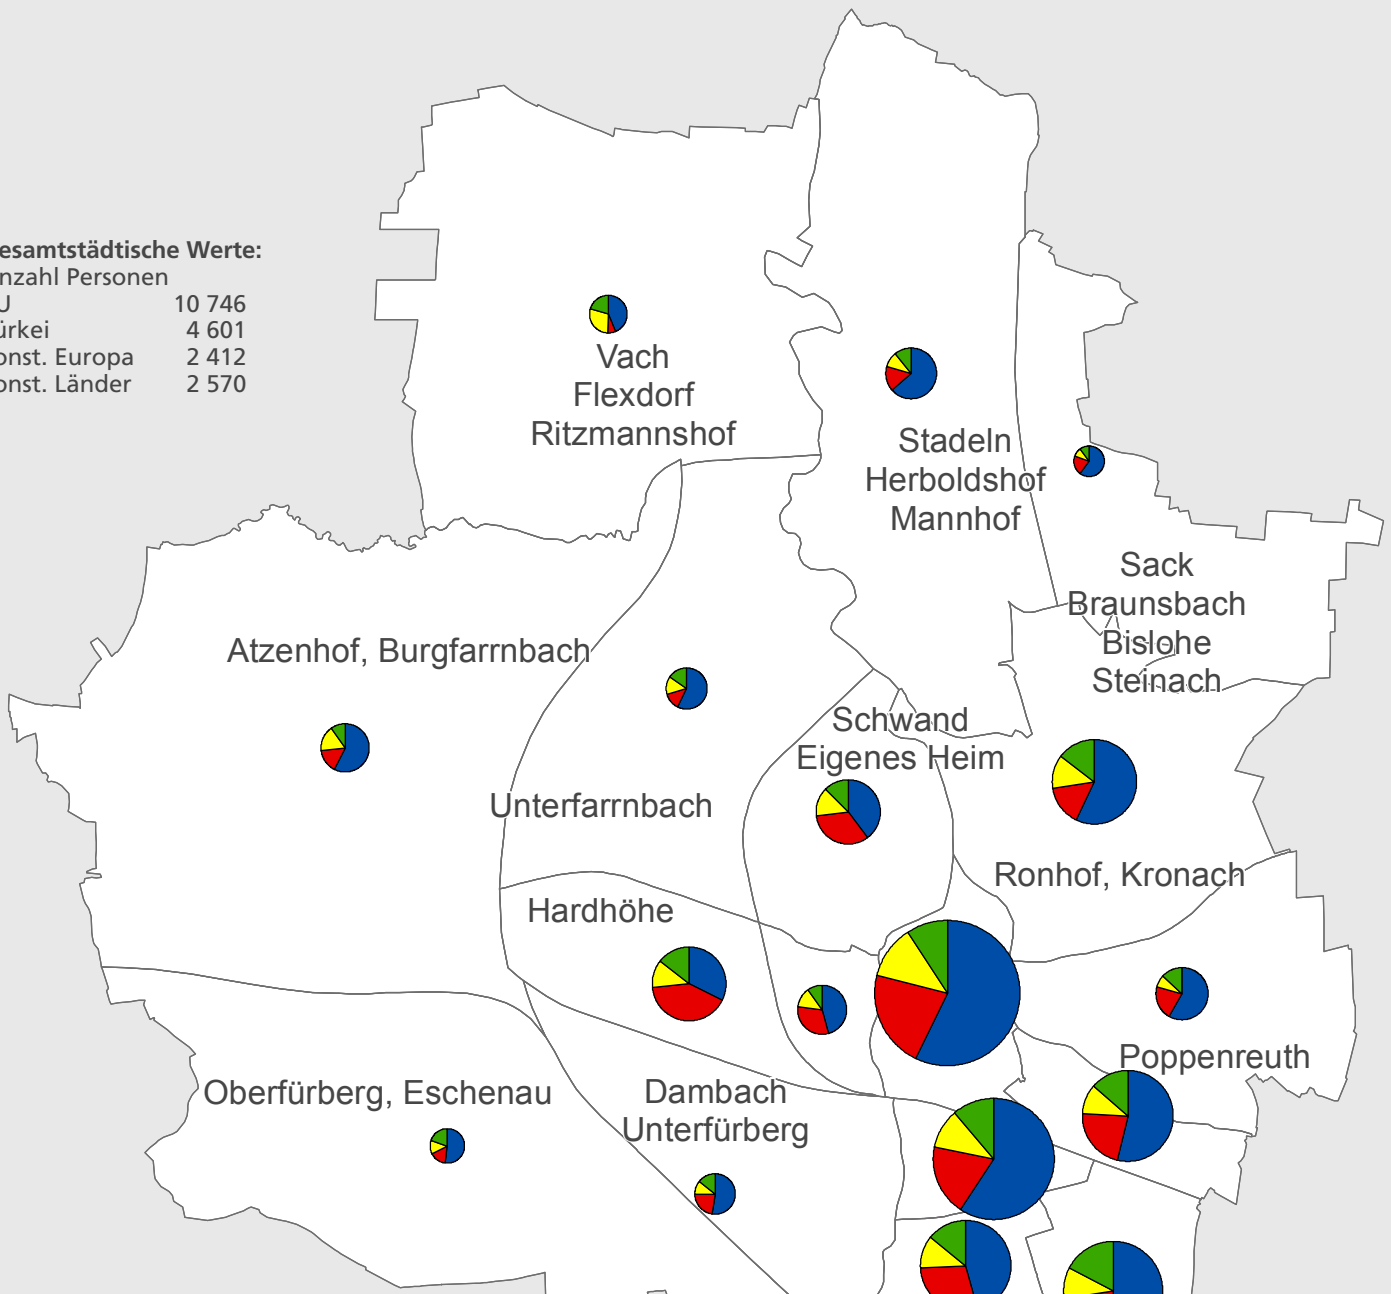 esamtstädtische Werte:
nzahl Personen
U 10 746
ürkei 4 601
onst. Europa 2 412
onst. Länder 2 570
Vach
Flexdorf
Ritzmannshof
Stadeln
Herboldshof
Mannhof
Sack
Braunsbach
Bislohe
Steinach
Atzenhof, Burgfarrnbach
Schwand
Eigenes Heim
Unterfarrnbach
Ronhof, Kronach
Hardhöhe
Poppenreuth
Oberfürberg, Eschenau
Dambach
Unterfürberg